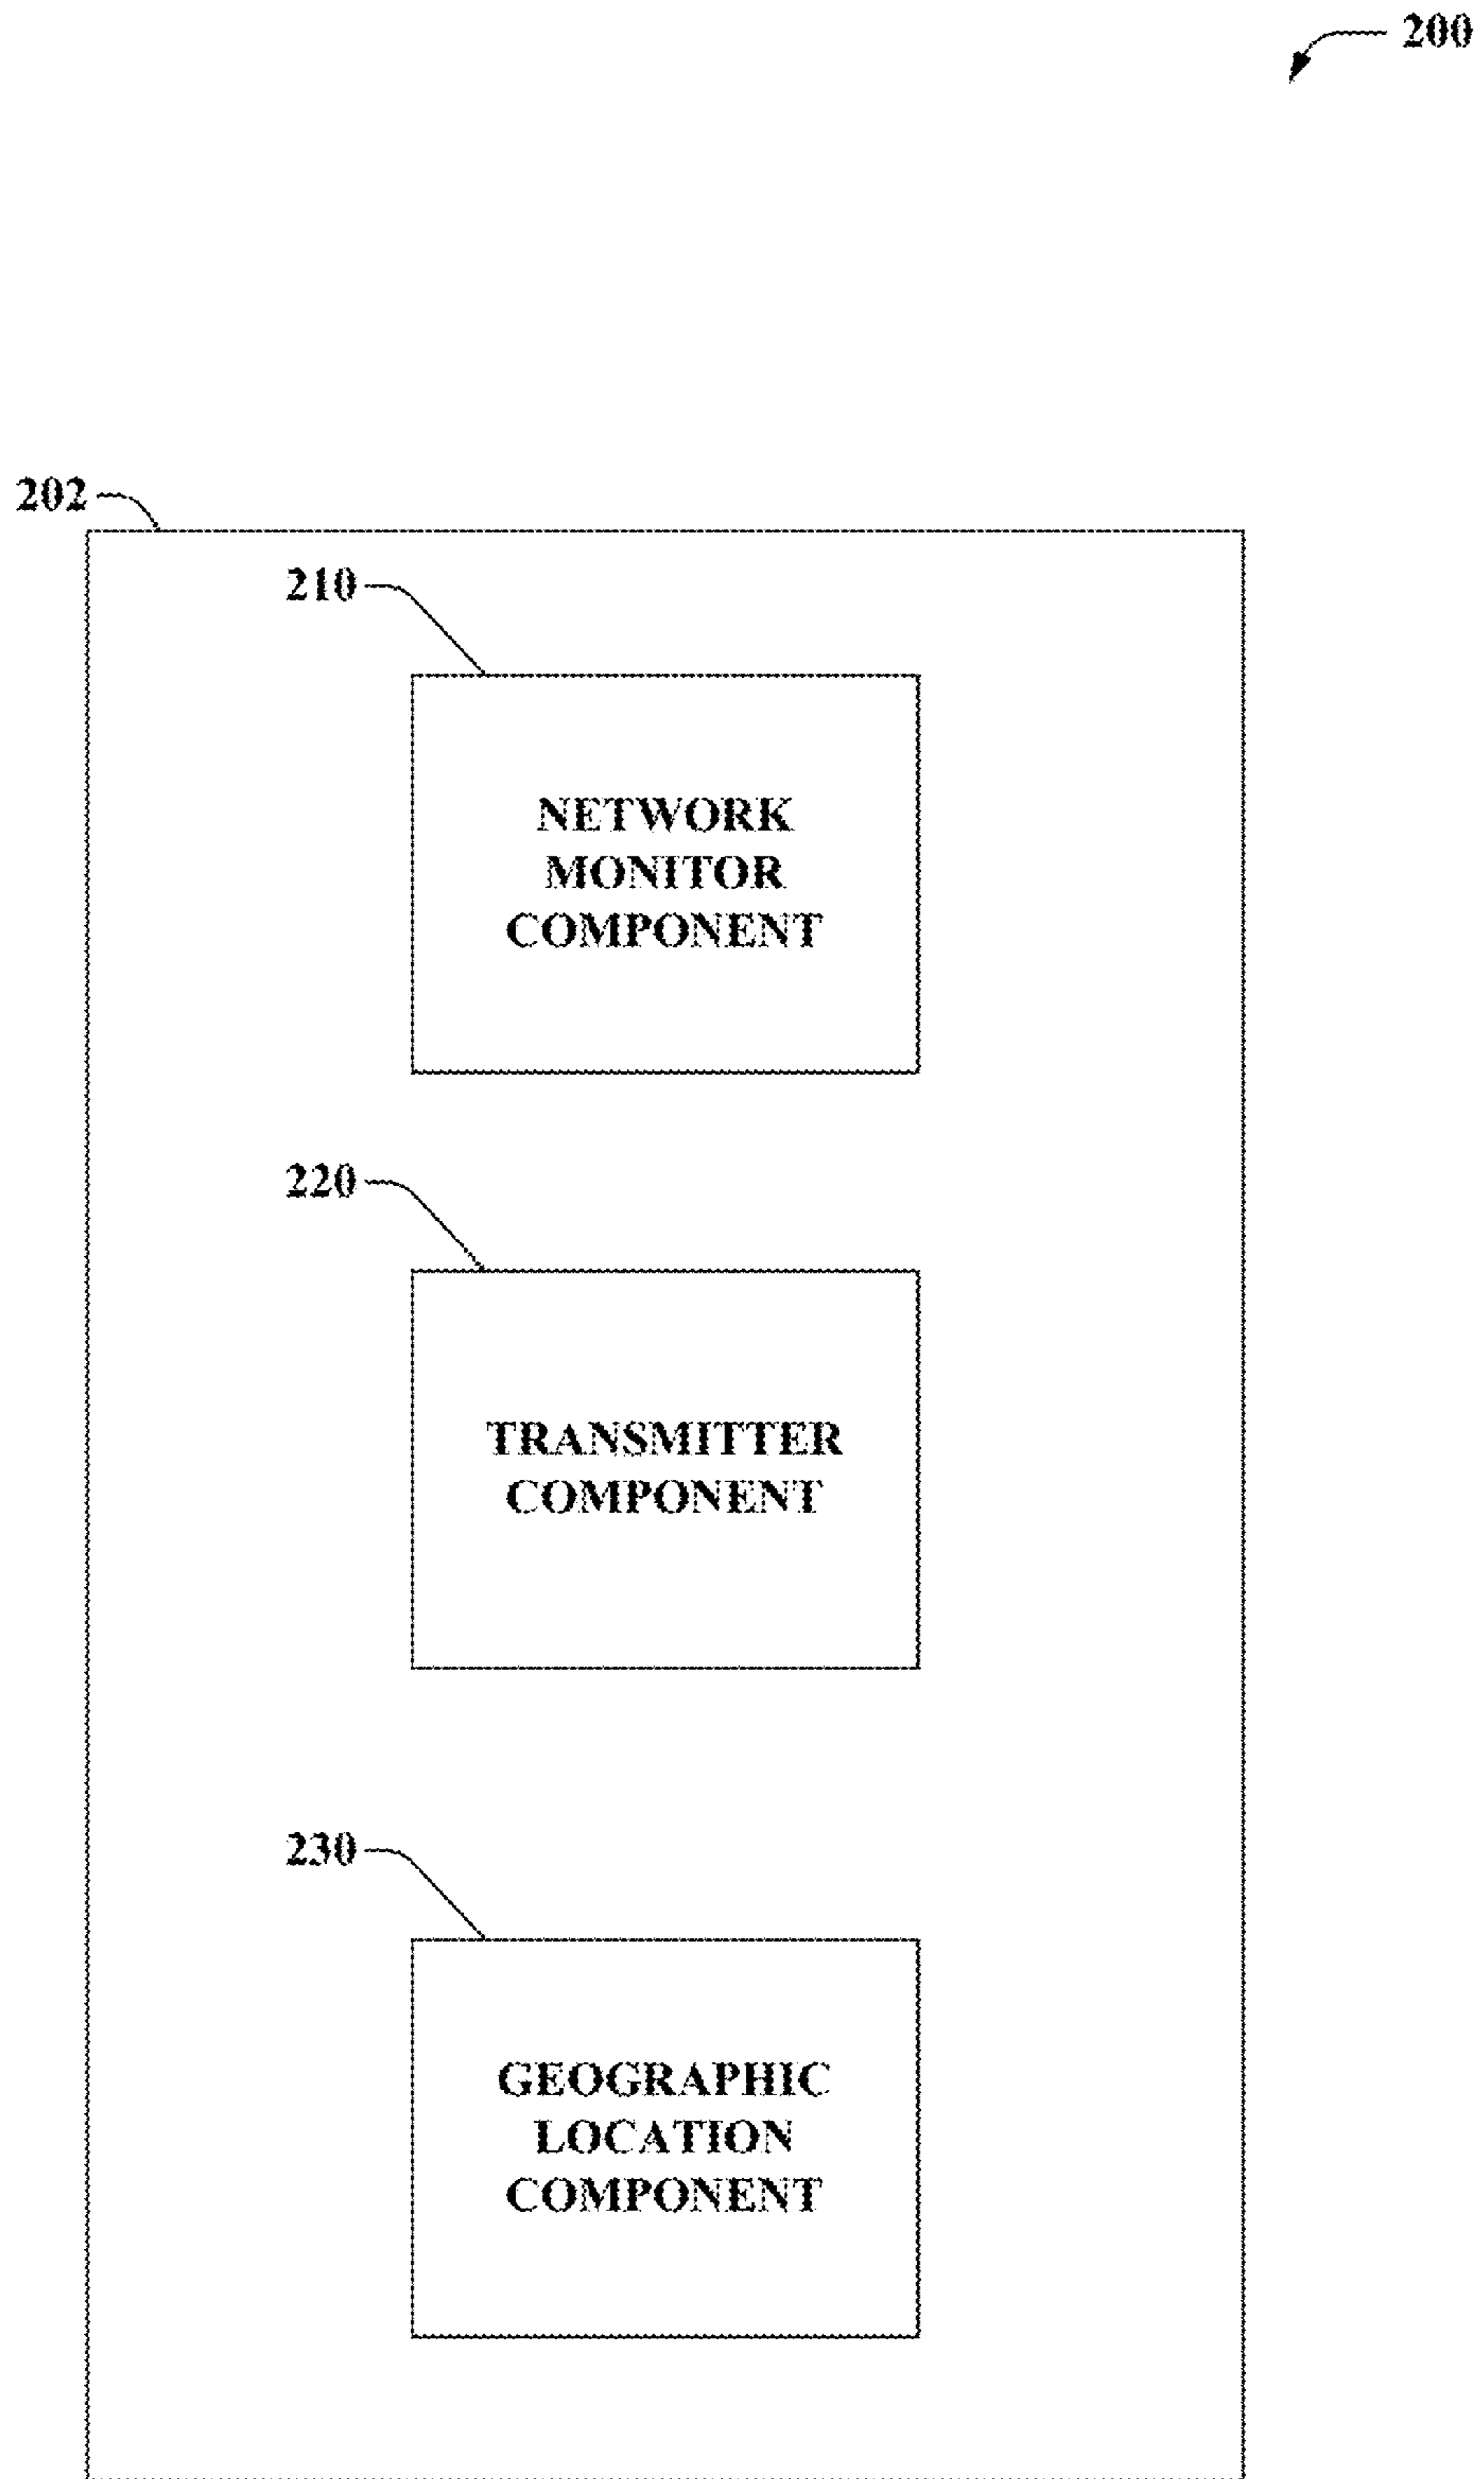 200
202
210
NETWORK
MONITOR
COMPONENT
220
TRANSMITTER
COMPONENT
230
GEOGRAPHIC
LOCATION
COMPONENT